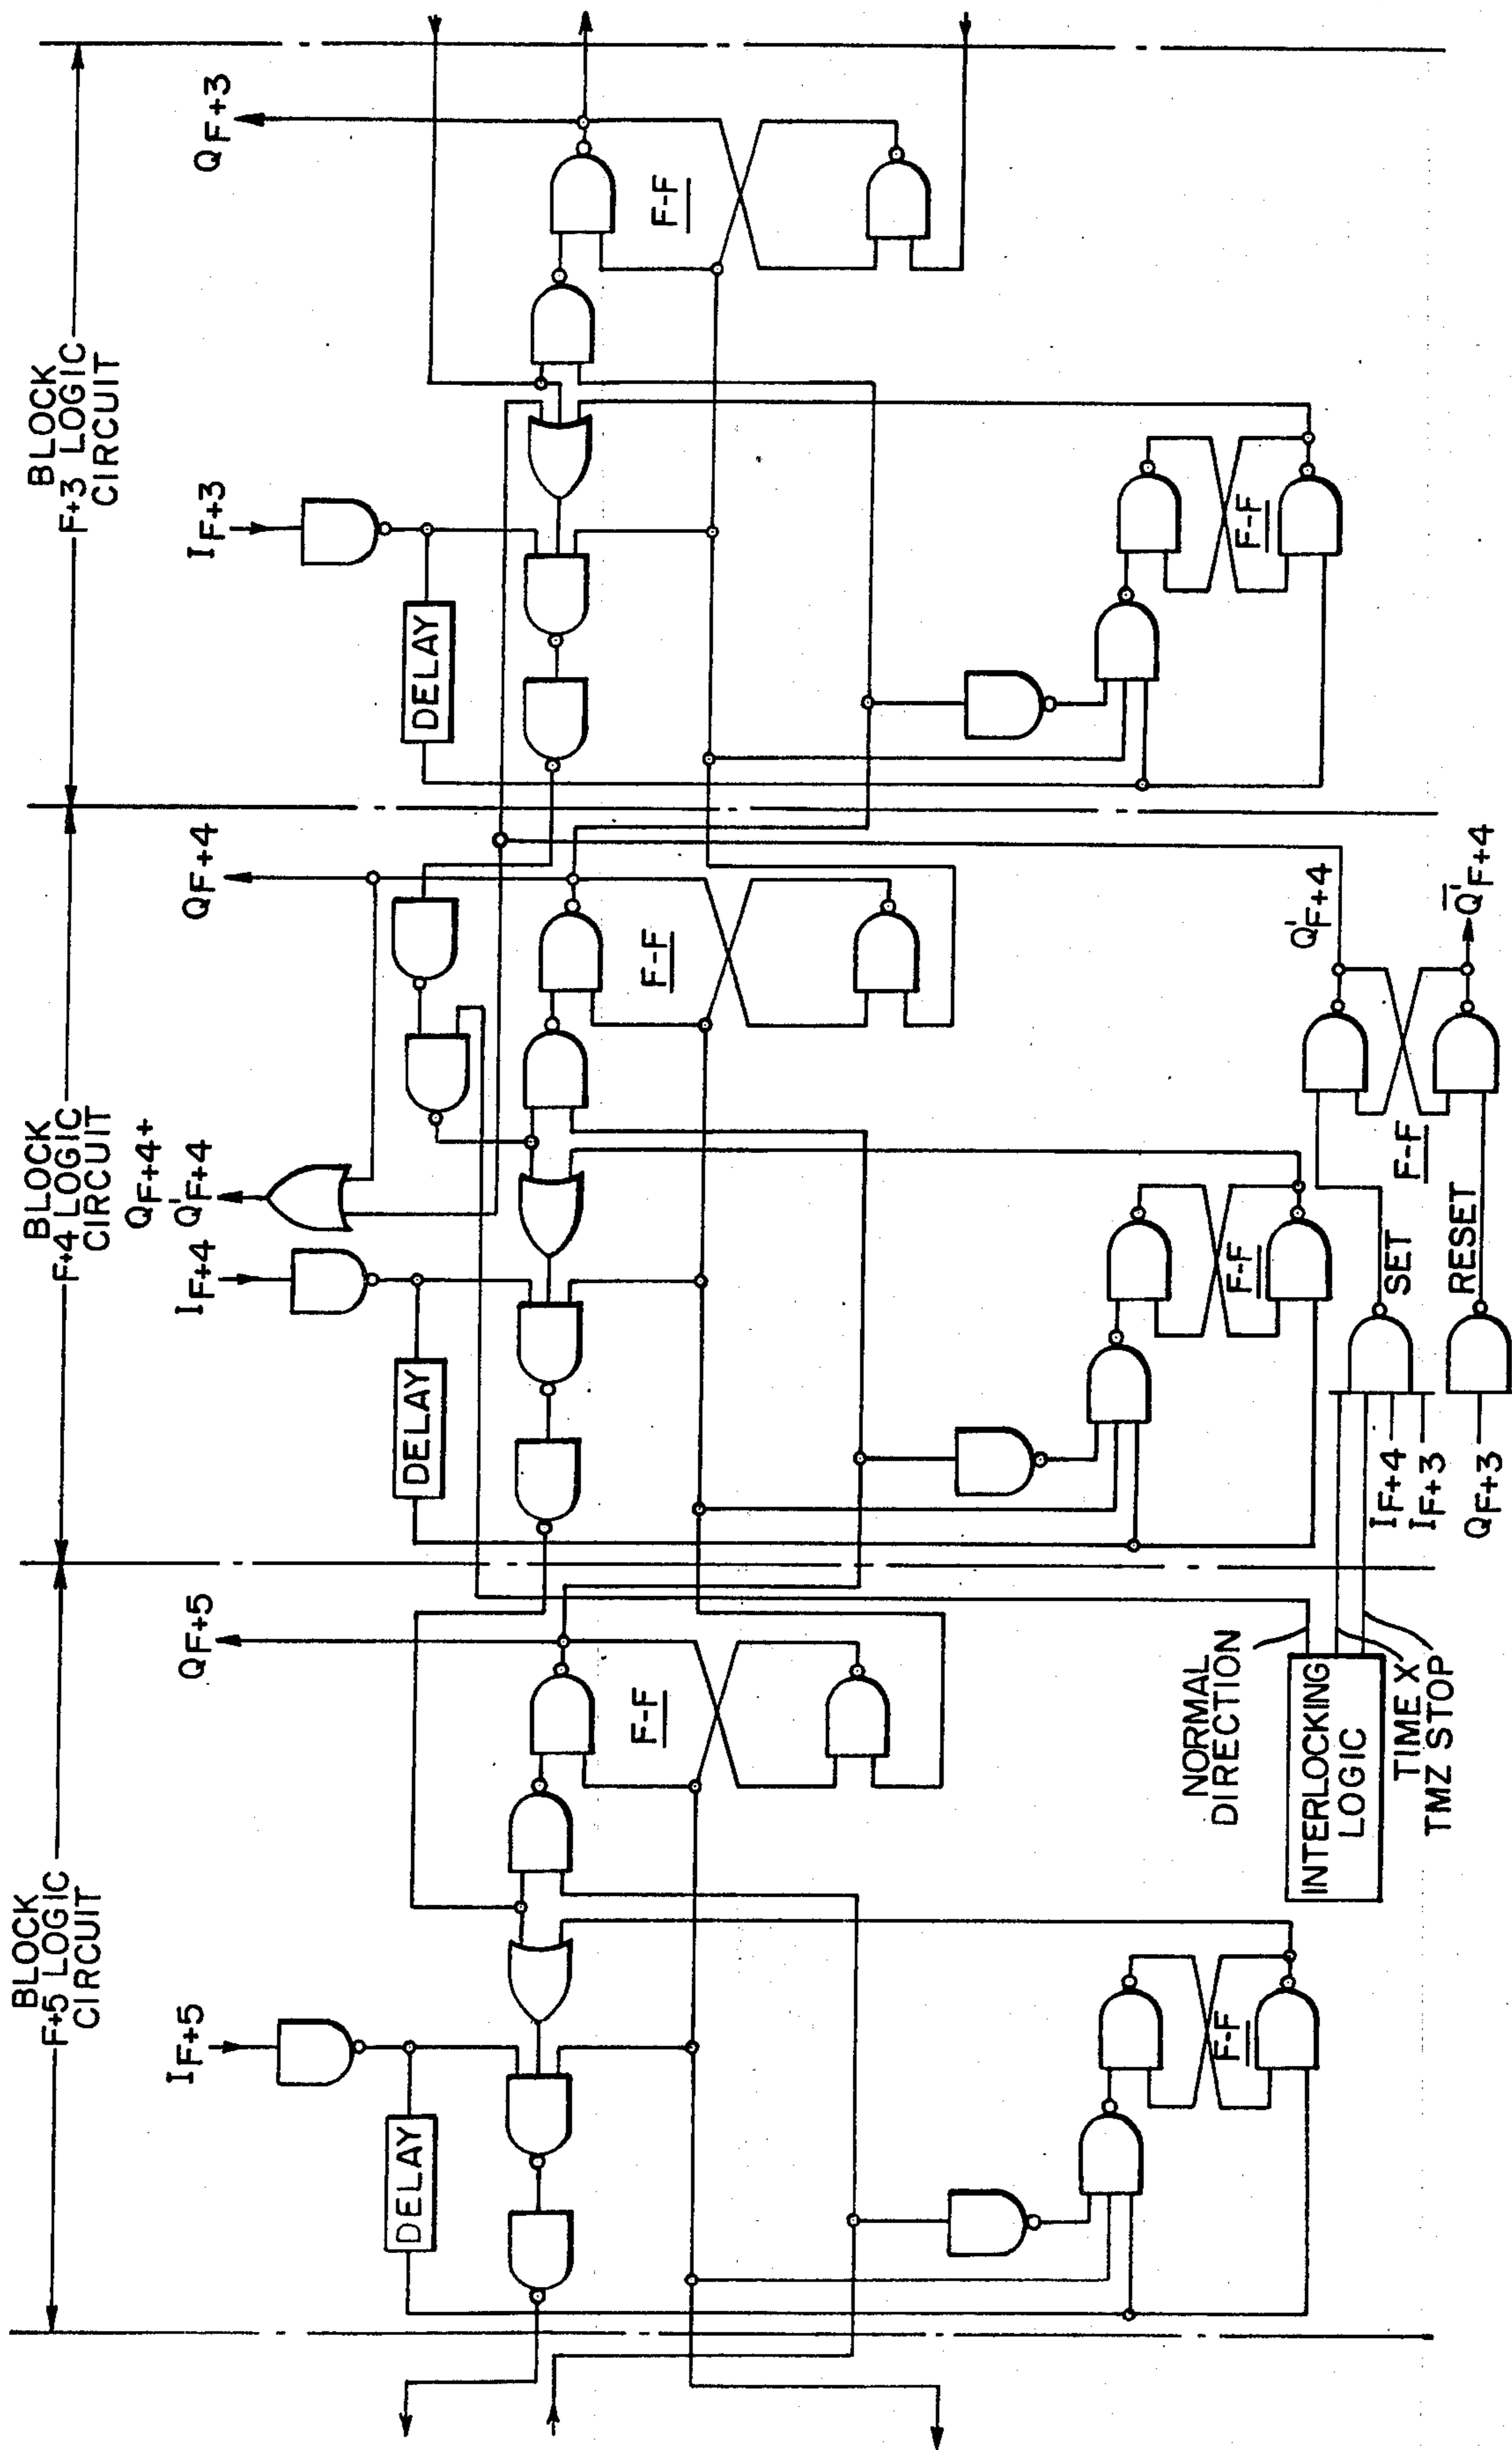 BLOCK
F+5 LOGIC
CIRCUIT
BLOCK
F+4 LOGIC
CIRCUIT
BLOCK
F+3 LOGIC
CIRCUIT
QF+4+
Q'F+4
IF+5
QF+5
IF+4
QF+4
IF+3
QF+3
DELAY
DELAY
DELAY
F-F
F-F
F-F
F-F
F-F
F-F
NORMAL
DIRECTION
INTERLOCKING
LOGIC
TIME X
TMZ STOP
IF+4
IF+3
QF+3
SET
RESET
F-F
Q'F+4
Q̅'F+4